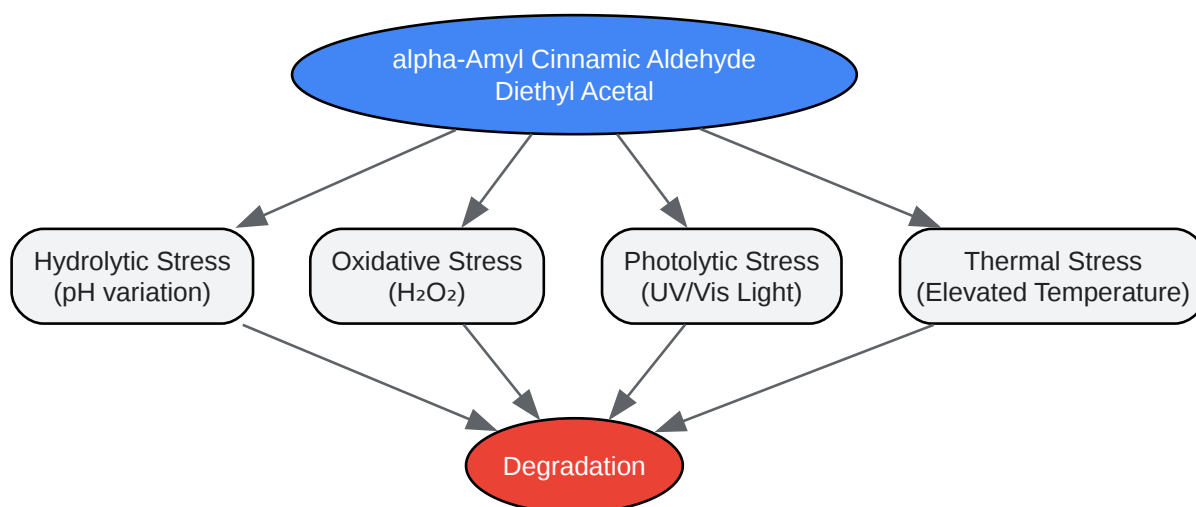 alpha-Amyl Cinnamic Aldehyde
Diethyl Acetal
Hydrolytic Stress
(pH variation)
Oxidative Stress
(H₂O₂)
Photolytic Stress
(UV/Vis Light)
Thermal Stress
(Elevated Temperature)
Degradation